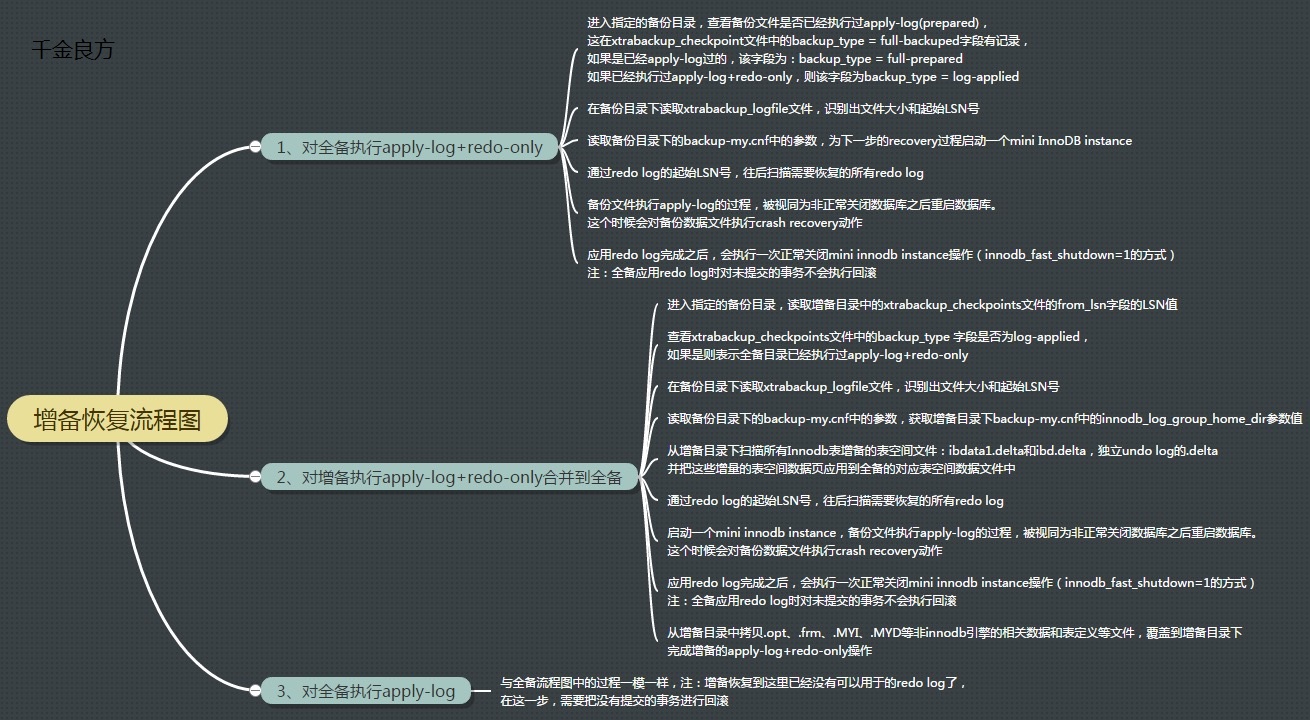 千金良方
进入指定的备份目录，查看备份文件是否已经执行过apply-log(prepared)，
这在xtrabackup_checkpoint文件中的backup_type = full-backuped字段有记录，
如果是已经apply-log过的，该字段为：backup_type = full-prepared
如果已经执行过apply-log+redo-only，则该字段为backup_type = log-applied
在备份目录下读取xtrabackup_logfile文件，识别出文件大小和起始LSN号
1、对全备执行apply-log+redo-only
读取备份目录下的backup-my.cnf中的参数，为下一步的recovery过程启动一个mini InnoDB instance
通过redo log的起始LSN号，往后扫描需要恢复的所有redo log
备份文件执行apply-log的过程，被视同为非正常关闭数据库之后重启数据库。
这个时候会对备份数据文件执行crash recovery动作
应用redo log完成之后，会执行一次正常关闭mini innodb instance操作（innodb_fast_shutdown=1的方式）
注：全备应用redo log时对未提交的事务不会执行回滚
增备恢复流程图
2、对增备执行apply-log+redo-only合并到全备
进入指定的备份目录，读取增备目录中的xtrabackup_checkpoints文件的from_lsn字段的LSN值
查看xtrabackup_checkpoints文件中的backup_type 字段是否为log-applied，
如果是则表示全备目录已经执行过apply-log+redo-only
在备份目录下读取xtrabackup_logfile文件，识别出文件大小和起始LSN号
读取备份目录下的backup-my.cnf中的参数，获取增备目录下backup-my.cnf中的innodb_log_group_home_dir参数值
从增备目录下扫描所有Innodb表增备的表空间文件：ibdata1.delta和ibd.delta，独立undo log的.delta
并把这些增量的表空间数据页应用到全备的对应表空间数据文件中
通过redo log的起始LSN号，往后扫描需要恢复的所有redo log
启动一个mini innodb instance，备份文件执行apply-log的过程，被视同为非正常关闭数据库之后重启数据库。
这个时候会对备份数据文件执行crash recovery动作
应用redo log完成之后，会执行一次正常关闭mini innodb instance操作（innodb_fast_shutdown=1的方式）
注：全备应用redo log时对未提交的事务不会执行回滚
从增备目录中拷贝.opt、.frm、.MYI、.MYD等非innodb引擎的相关数据和表定义等文件，覆盖到增备目录下
完成增备的apply-log+redo-only操作
3、对全备执行apply-log
与全备流程图中的过程一模一样，注：增备恢复到这里已经没有可以用于的redo log了，
在这一步，需要把没有提交的事务进行回滚